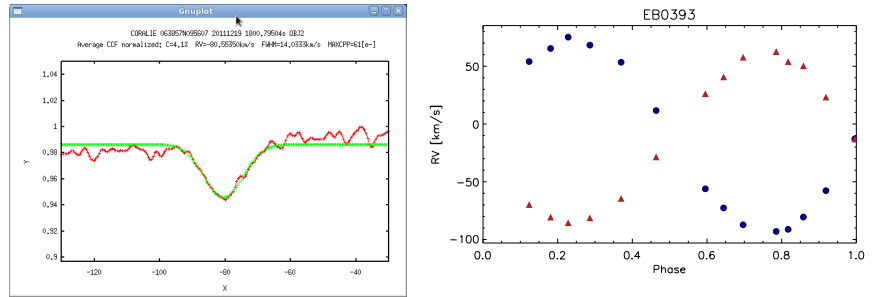 Gnuplot
CORALIE 063857N095607 20111219 1800,79504s OBJ2
Average CCF normalized: C=4.1% RV=-80,55350km/s FWHM=14,0333km/s MAXCPP=61[e-]
1.04
1.02
1
0.98
0.96
0.94
0.92
0.9
Y
-120
-100
-80
-60
-40
X
EB0393
50
0
-50
-100
RV [km/s]
0.0
0.2
0.4
0.6
0.8
1.0
Phase